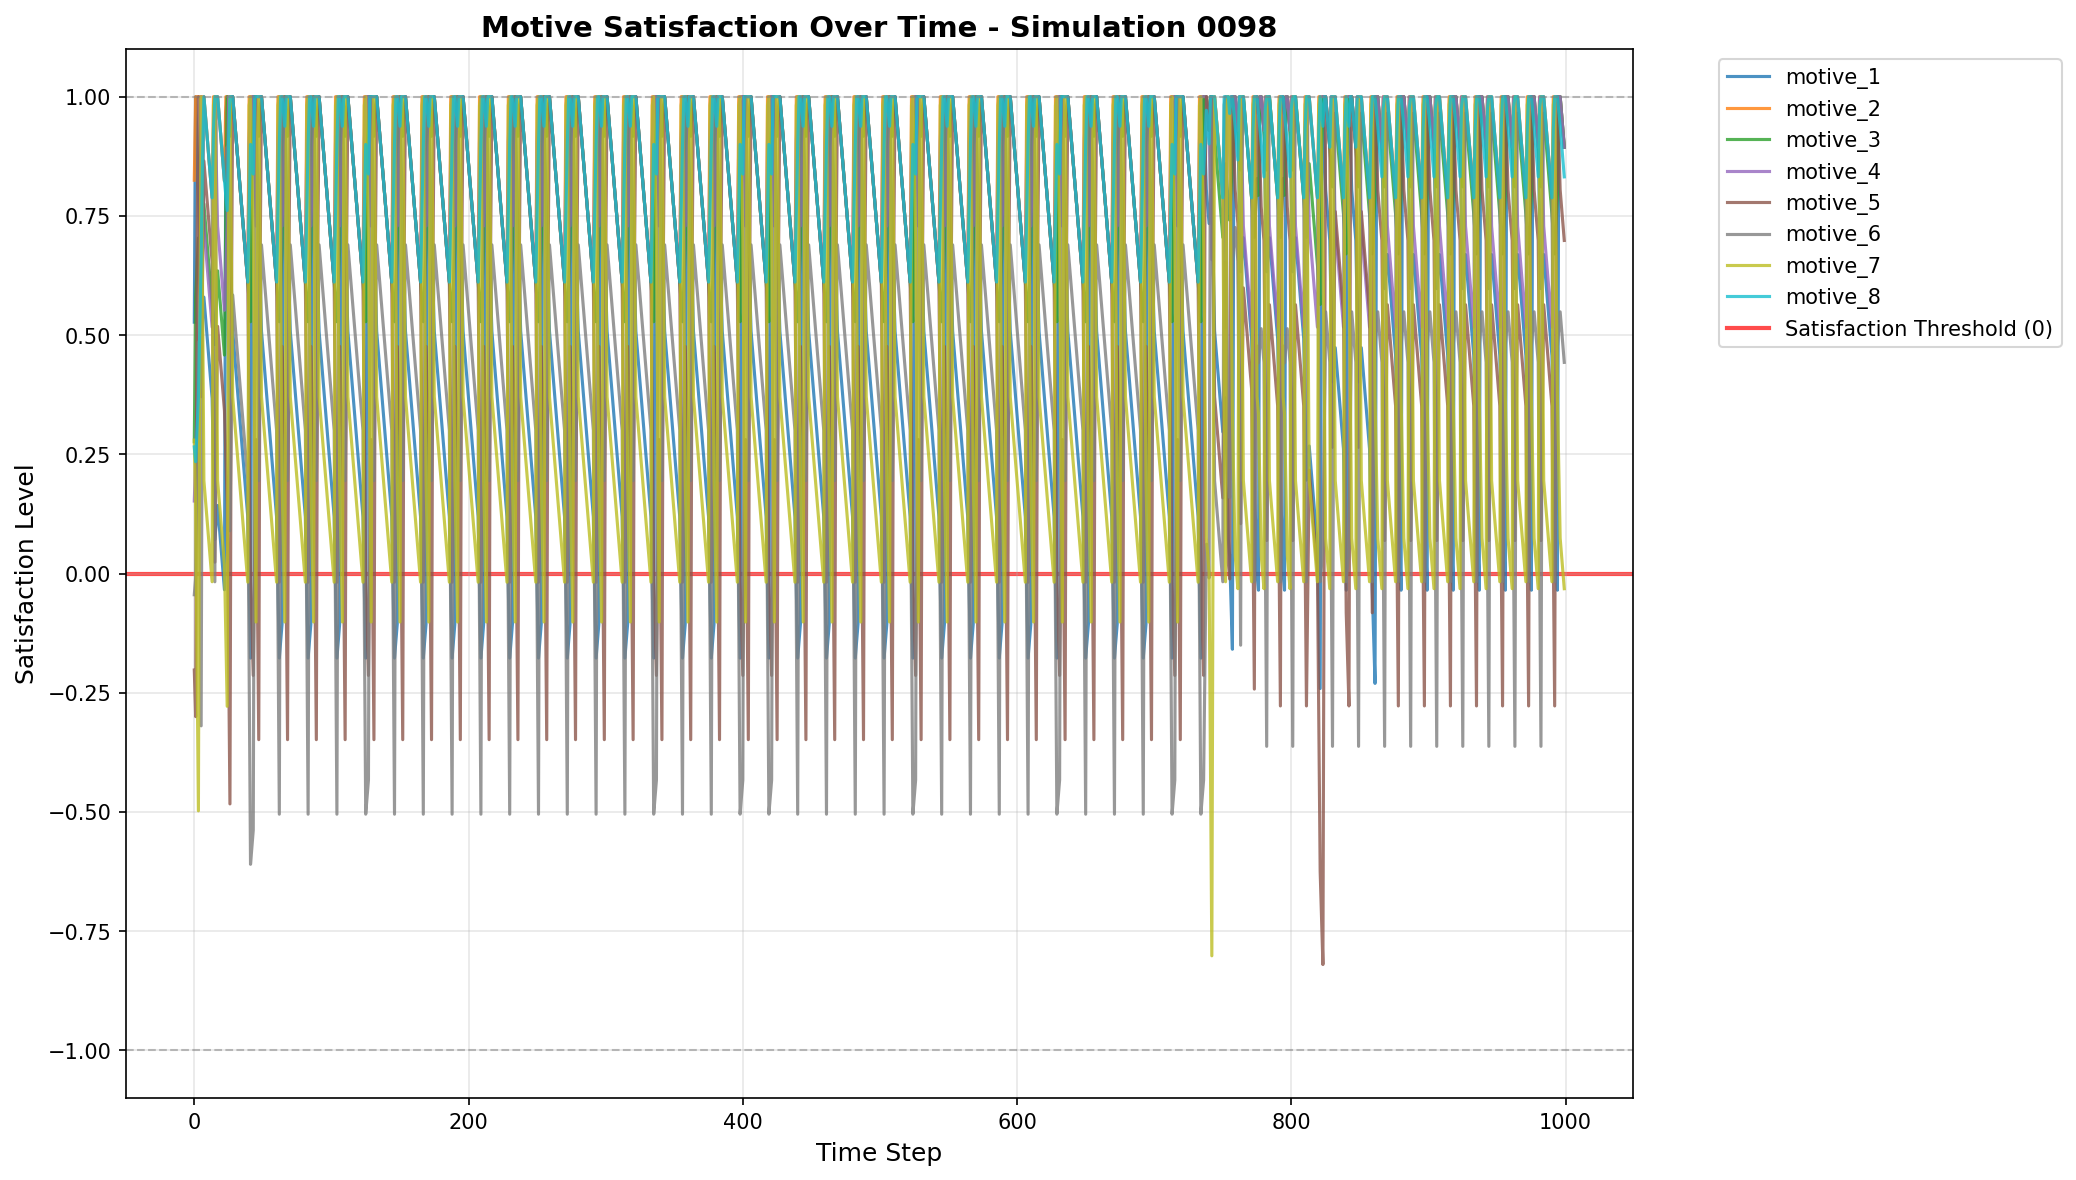 Motive Satisfaction Over Time - Simulation 0098
1.00
0.75
0.50
0.25
0.00
−0.25
−0.50
−0.75
−1.00
Satisfaction Level
0
200
400
600
800
1000
Time Step
motive_1
motive_2
motive_3
motive_4
motive_5
motive_6
motive_7
motive_8
Satisfaction Threshold (0)